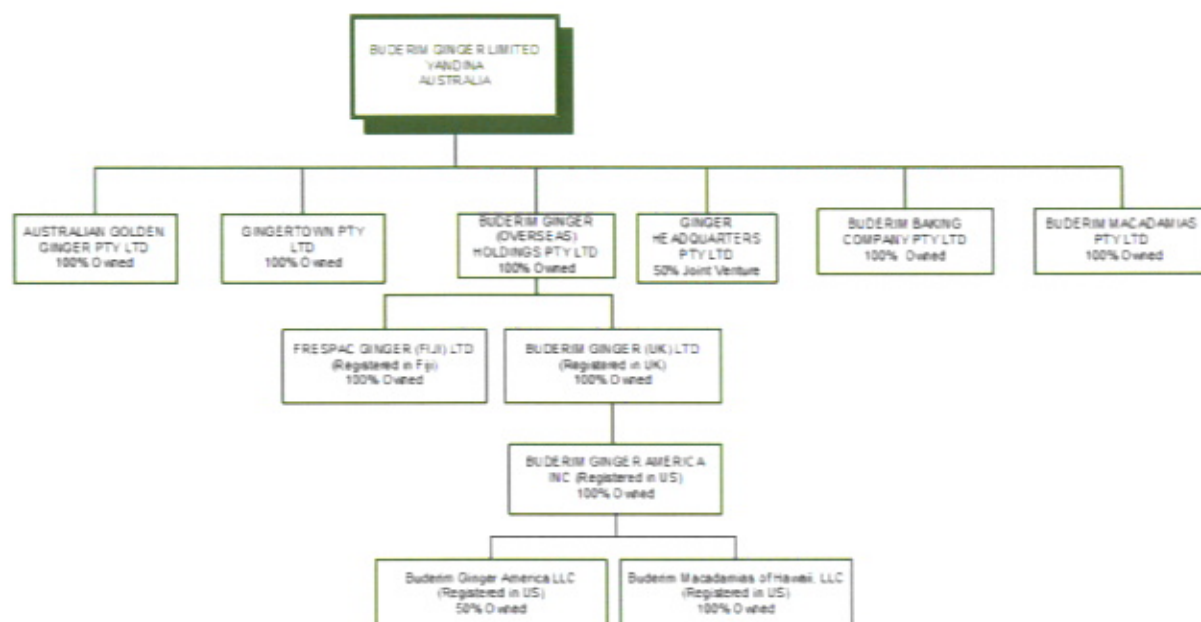 BUDERIM GINGER LIMITED
YANDINA
AUSTRALIA
AUSTRALIAN GOLDEN
GINGER PTY LTD
100% Owned
GINGERTOWN PTY
LTD
100% Owned
BUDERIM GINGER
(OVERSEAS)
HOLDINGS PTY LTD
100% Owned
GINGER
HEADQUARTERS
PTY LTD
50% Joint Venture
BUDERIM BAKING
COMPANY PTY LTD
100% Owned
BUDERIM MACADAMIAS
PTY LTD
100% Owned
FRESPAC GINGER (FIJI) LTD
(Registered in Fiji)
100% Owned
BUDERIM GINGER (UK) LTD
(Registered in UK)
100% Owned
BUDERIM GINGER AMERICA
INC (Registered in US)
100% Owned
Buderim Ginger America LLC
(Registered in US)
50% Owned
Buderim Macadamias of Hawaii, LLC
(Registered in US)
100% Owned